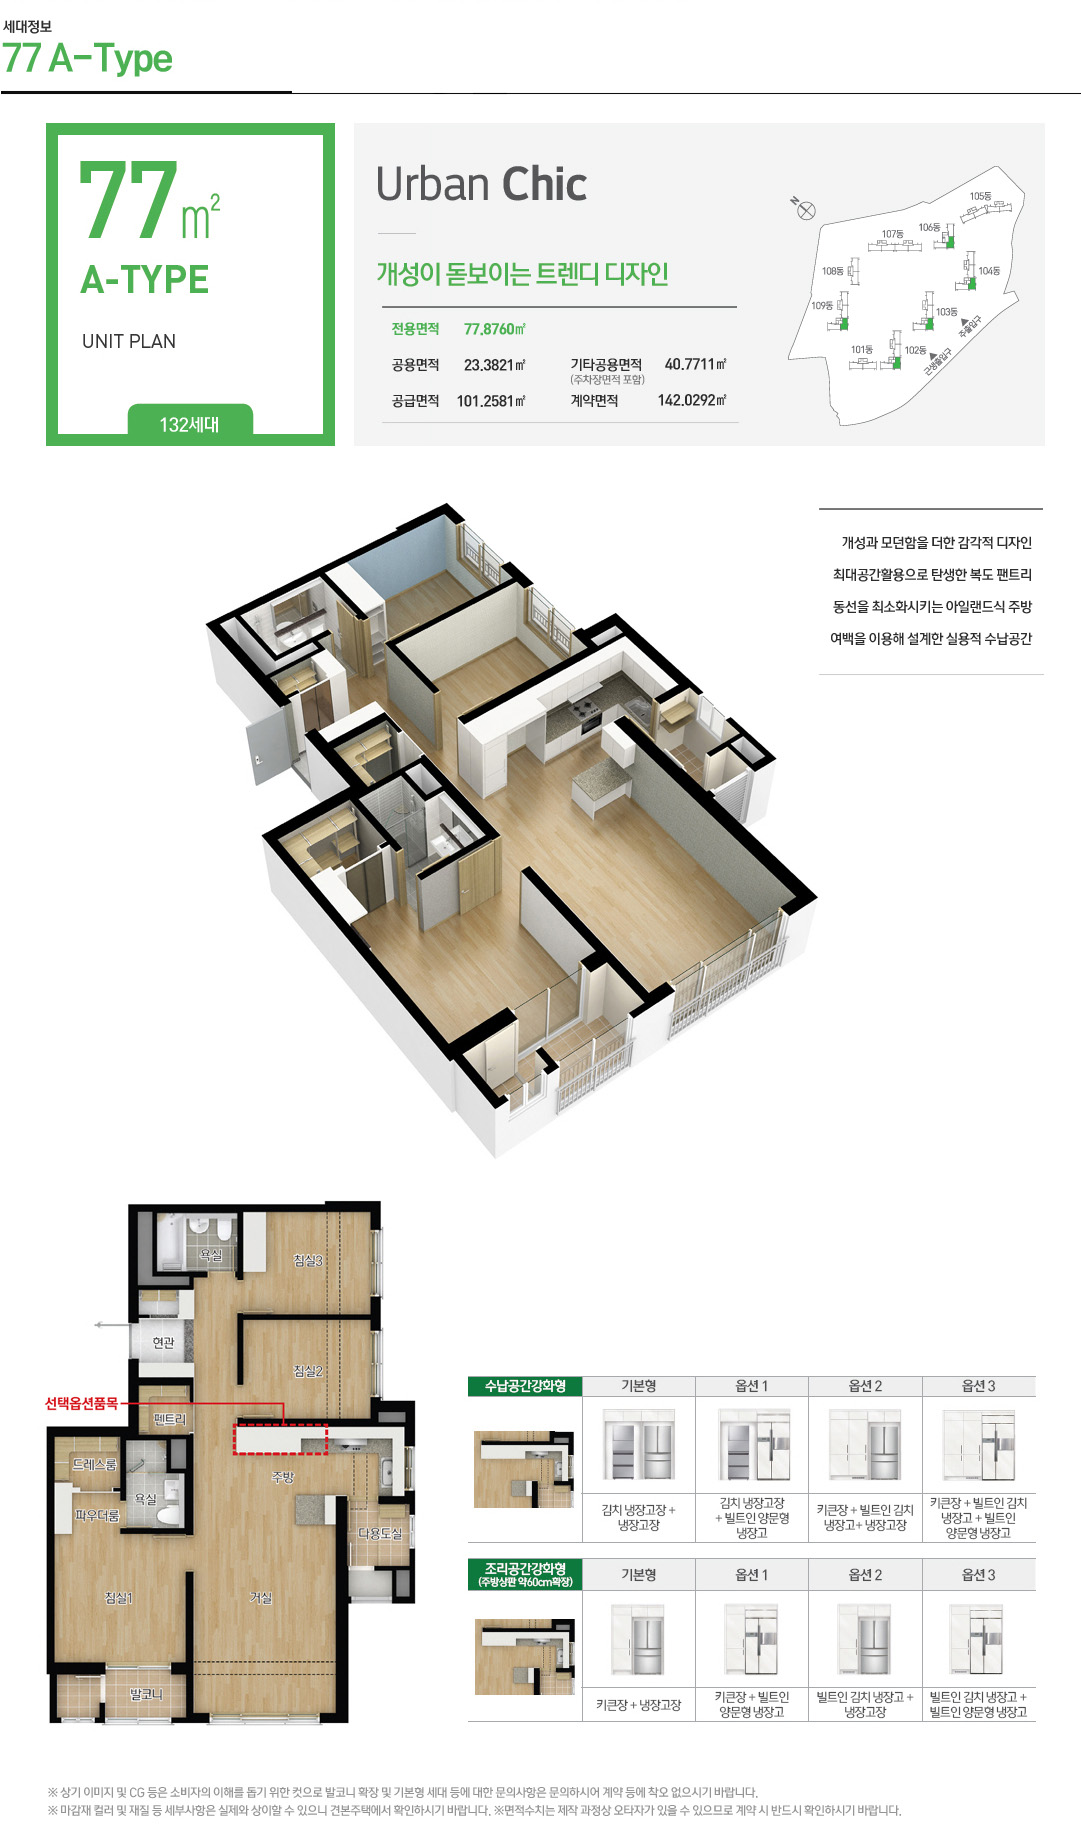 세대정보
77 A-Type
77㎡
A-TYPE
UNIT PLAN
132세대
Urban Chic
개성이 돋보이는 트렌디 디자인
전용면적 77.8760㎡
공용면적 23.3821㎡ 기타공용면적 40.7711㎡
(주차장면적 포함)
공급면적 101.2581㎡ 계약면적 142.0292㎡
N
105동
106동
107동
104동
108동
109동
103동
주출입구
102동
101동
근생출입구
개성과 모던함을 더한 감각적 디자인
최대공간활용으로 탄생한 복도 팬트리
동선을 최소화시키는 아일랜드식 주방
여백을 이용해 설계한 실용적 수납공간
욕실
침실3
현관
침실2
선택옵션품목
펜트리
주방
드레스룸
욕실
파우더룸
다용도실
침실1
거실
발코니
수납공간강화형 기본형 옵션 1 옵션 2 옵션 3
김치 냉장고장 +
냉장고장
김치 냉장고장
+ 빌트인 양문형
냉장고
키큰장 + 빌트인 김치
냉장고+ 냉장고장
키큰장 + 빌트인 김치
냉장고 + 빌트인
양문형 냉장고
조리공간강화형
(주방상판 약60cm확장)
기본형 옵션 1 옵션 2 옵션 3
키큰장 + 냉장고장
키큰장 + 빌트인
양문형 냉장고
빌트인 김치 냉장고 +
냉장고장
빌트인 김치 냉장고 +
빌트인 양문형 냉장고
※ 상기 이미지 및 CG 등은 소비자의 이해를 돕기 위한 컷으로 발코니 확장 및 기본형 세대 등에 대한 문의사항은 문의하시어 계약 등에 착오 없으시기 바랍니다.
※ 마감재 컬러 및 재질 등 세부사항은 실제와 상이할 수 있으니 견본주택에서 확인하시기 바랍니다. ※면적수치는 제작 과정상 오타자가 있을 수 있으므로 계약 시 반드시 확인하시기 바랍니다.